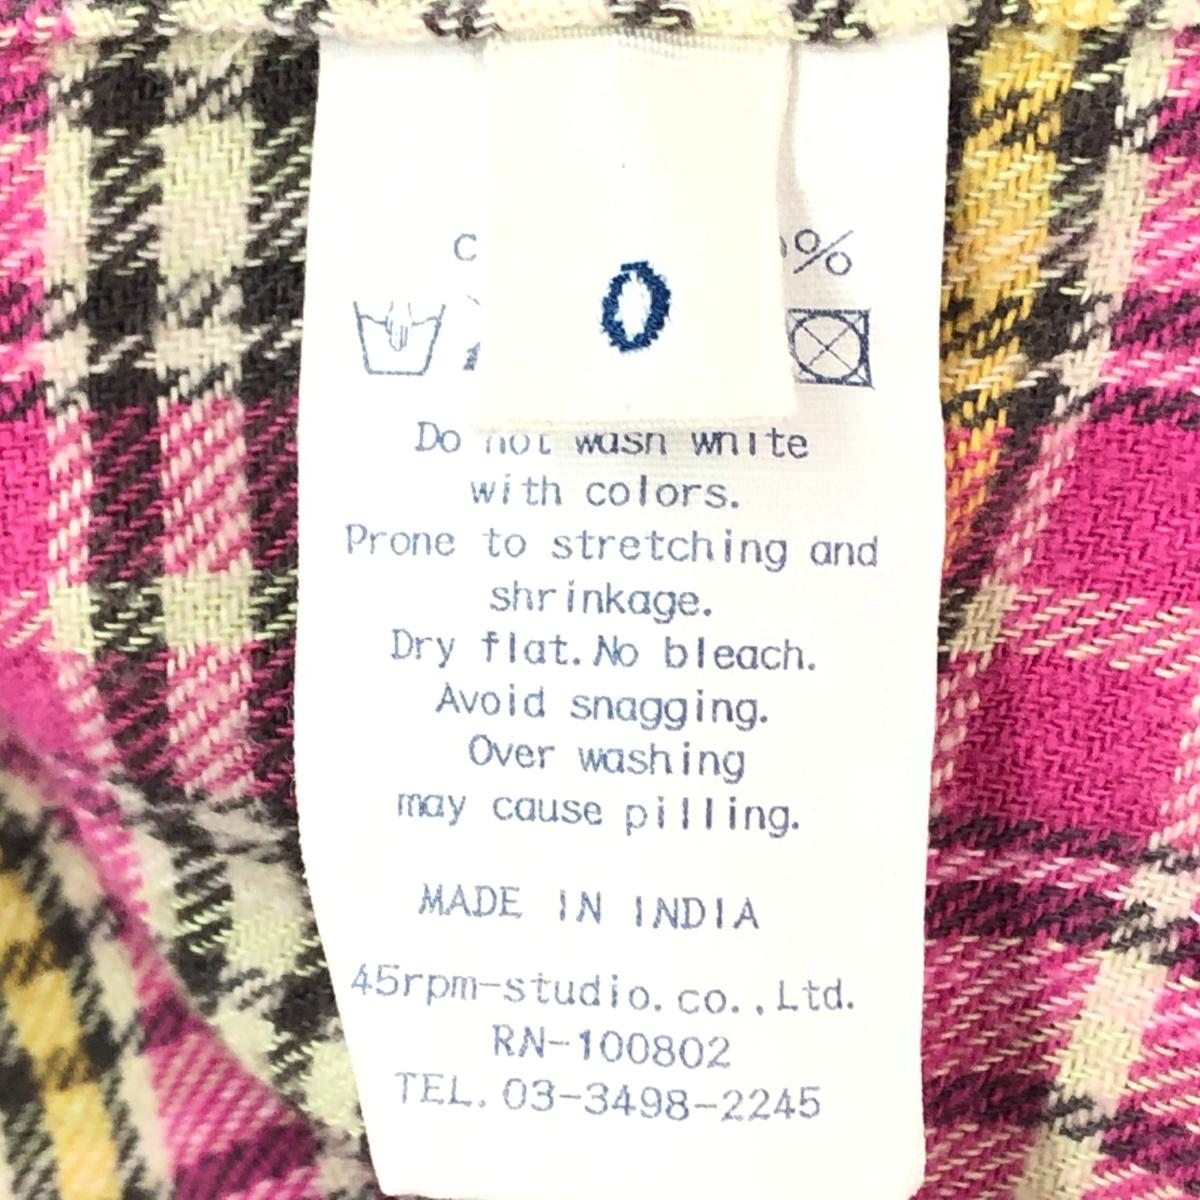 0
%
Do not wash white
with colors.
Prone to stretching and
shrinkage.
Dry flat. No bleach.
Avoid snagging.
Over washing
may cause pilling.
MADE IN INDIA
45rpm-studio. co., Ltd.
RN-100802
TEL. 03-3498-2245